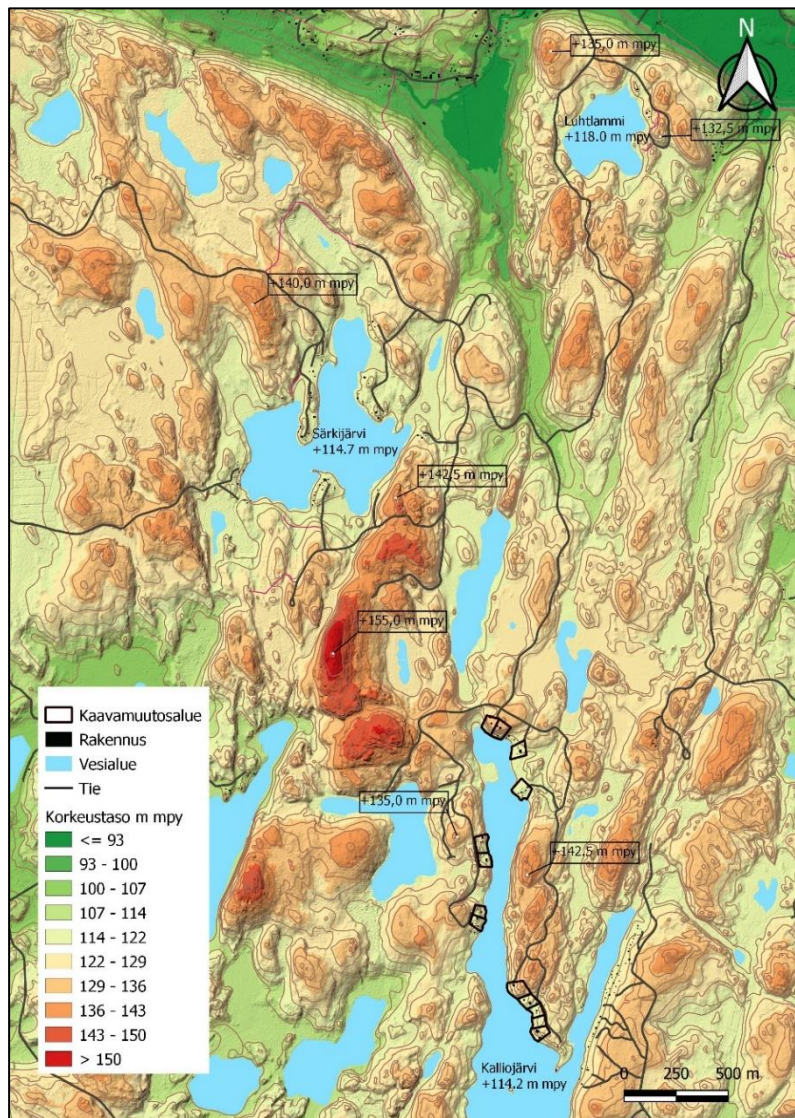 +135,0 m mpy
N
Luhtlammi
+118.0 m mpy
+132,5 m mpy
+140,0 m mpy
Särkijärvi
+114.7 m mpy
+142,5 m mpy
+155,0 m mpy
+135,0 m mpy
+142,5 m mpy
Kaavamuutosalue
Rakennus
Vesialue
Tie
Korkeustaso m mpy
<= 93
93 - 100
100 - 107
107 - 114
114 - 122
122 - 129
129 - 136
136 - 143
143 - 150
> 150
Kalliojärvi
+114.2 m mpy
0 250 500 m